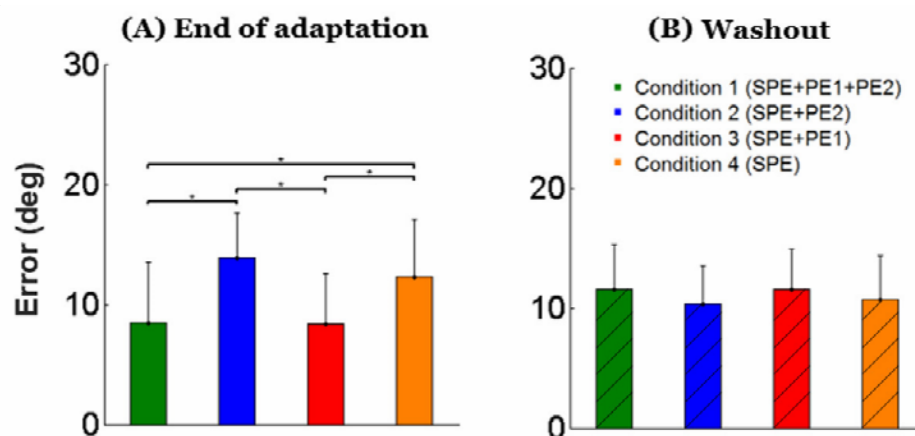 (A) End of adaptation
30
20
10
0
Error (deg)
*
*
*
*
(B) Washout
30
20
10
0
Condition 1 (SPE+PE1+PE2)
Condition 2 (SPE+PE2)
Condition 3 (SPE+PE1)
Condition 4 (SPE)